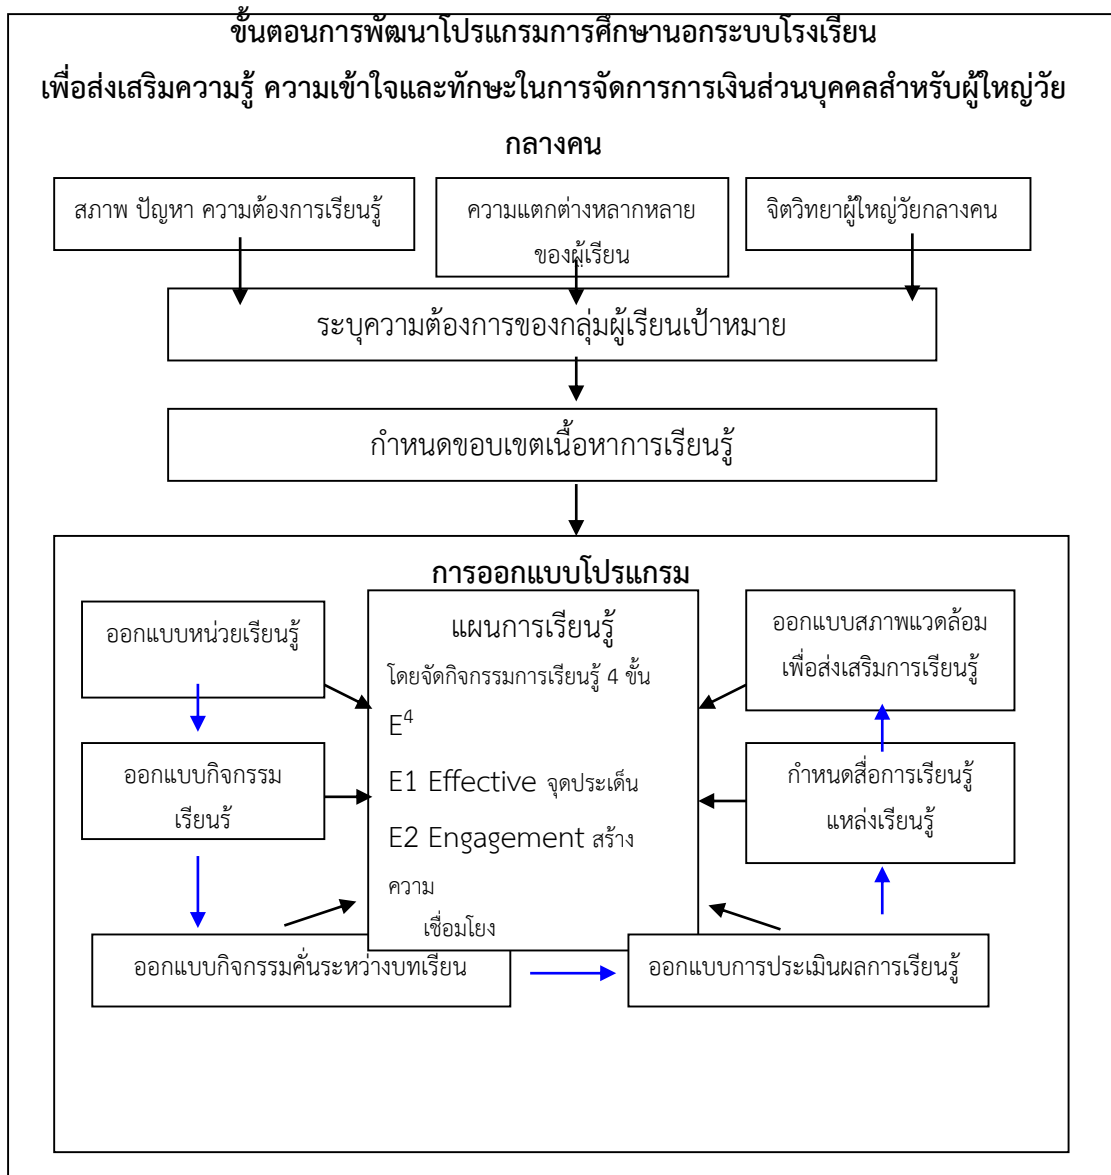 ขั้นตอนการพัฒนาโปรแกรมการศึกษานอกระบบโรงเรียน
เพื่อส่งเสริมความรู้ ความเข้าใจและทักษะในการจัดการการเงินส่วนบุคคลสำหรับผู้ใหญ่วัย
กลางคน
สภาพ ปัญหา ความต้องการเรียนรู้
ความแตกต่างหลากหลาย
ของผู้เรียน
จิตวิทยาผู้ใหญ่วัยกลางคน
ระบุความต้องการของกลุ่มผู้เรียนเป้าหมาย
กำหนดขอบเขตเนื้อหาการเรียนรู้
การออกแบบโปรแกรม
ออกแบบหน่วยเรียนรู้
ออกแบบกิจกรรม
เรียนรู้
ออกแบบกิจกรรมคั่นระหว่างบทเรียน
แผนการเรียนรู้
โดยจัดกิจกรรมการเรียนรู้ 4 ขั้น
E⁴
E1 Effective จุดประเด็น
E2 Engagement สร้าง
ความ
เชื่อมโยง
ออกแบบสภาพแวดล้อม
เพื่อส่งเสริมการเรียนรู้
กำหนดสื่อการเรียนรู้
แหล่งเรียนรู้
ออกแบบการประเมินผลการเรียนรู้